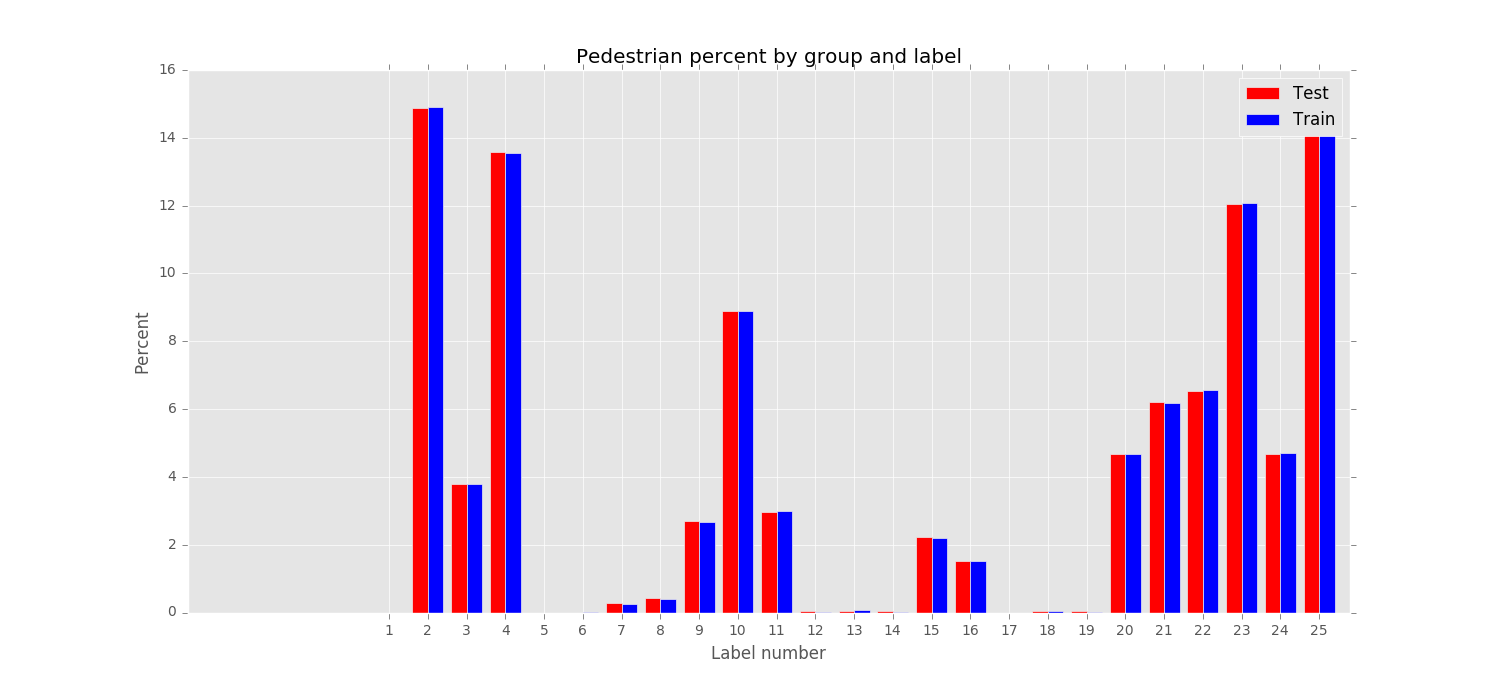 Pedestrian percent by group and label
16
14
12
10
8
6
4
2
0
Percent
Test
Train
1 2 3 4 5 6 7 8 9 10 11 12 13 14 15 16 17 18 19 20 21 22 23 24 25
Label number